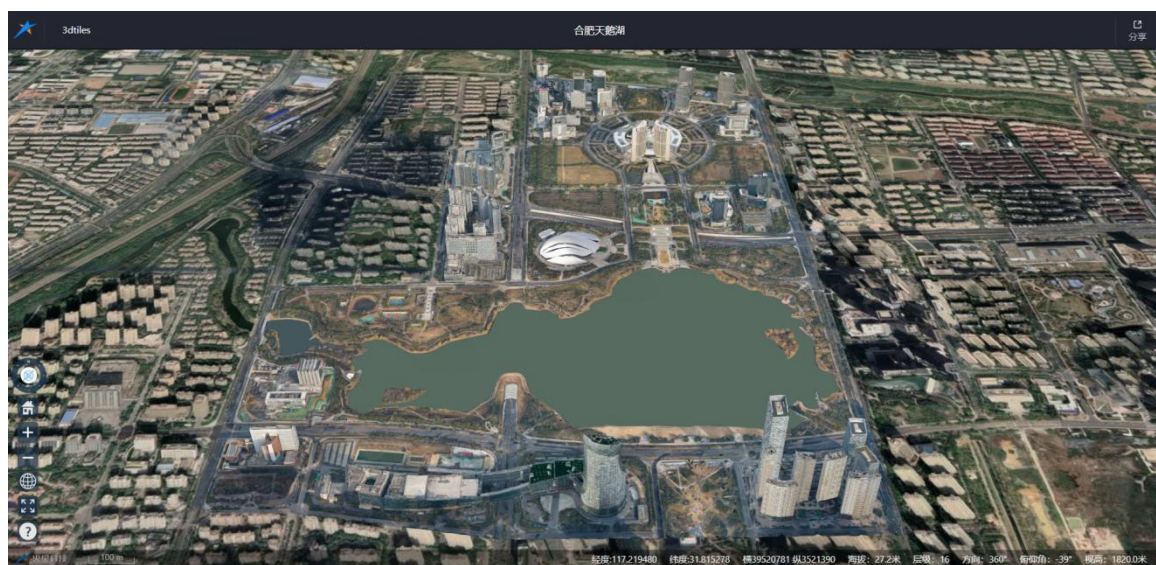 3dtiles
合肥天鹅湖
分享
100 m
经度:117.219480 纬度:31.815278 横39520781 纵3521390 海拔：27.2米 层级：16 方向：360° 俯仰角：-39° 视高：1820.0米